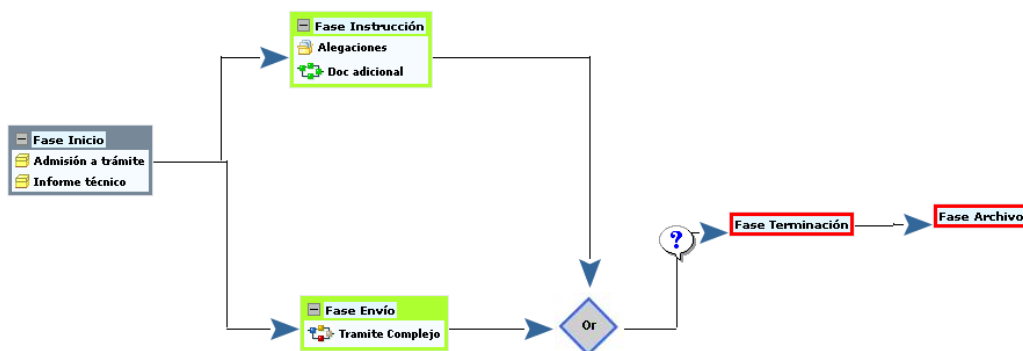 Fase Instrucción
Alegaciones
Doc adicional
Fase Inicio
Admisión a trámite
Informe técnico
?
Fase Terminación
Fase Archivo
Fase Envío
Tramite Complejo
Or